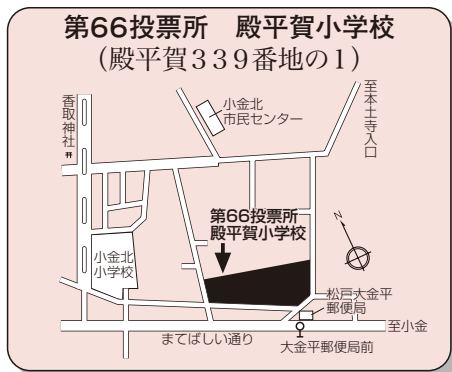 第66投票所　殿平賀小学校
（殿平賀３３９番地の１）
香取神社
小金北
市民センター
至本土寺入口
第66投票所
殿平賀小学校
N
小金北
小学校
松戸大金平
郵便局
至小金
まてばしい通り
大金平郵便局前